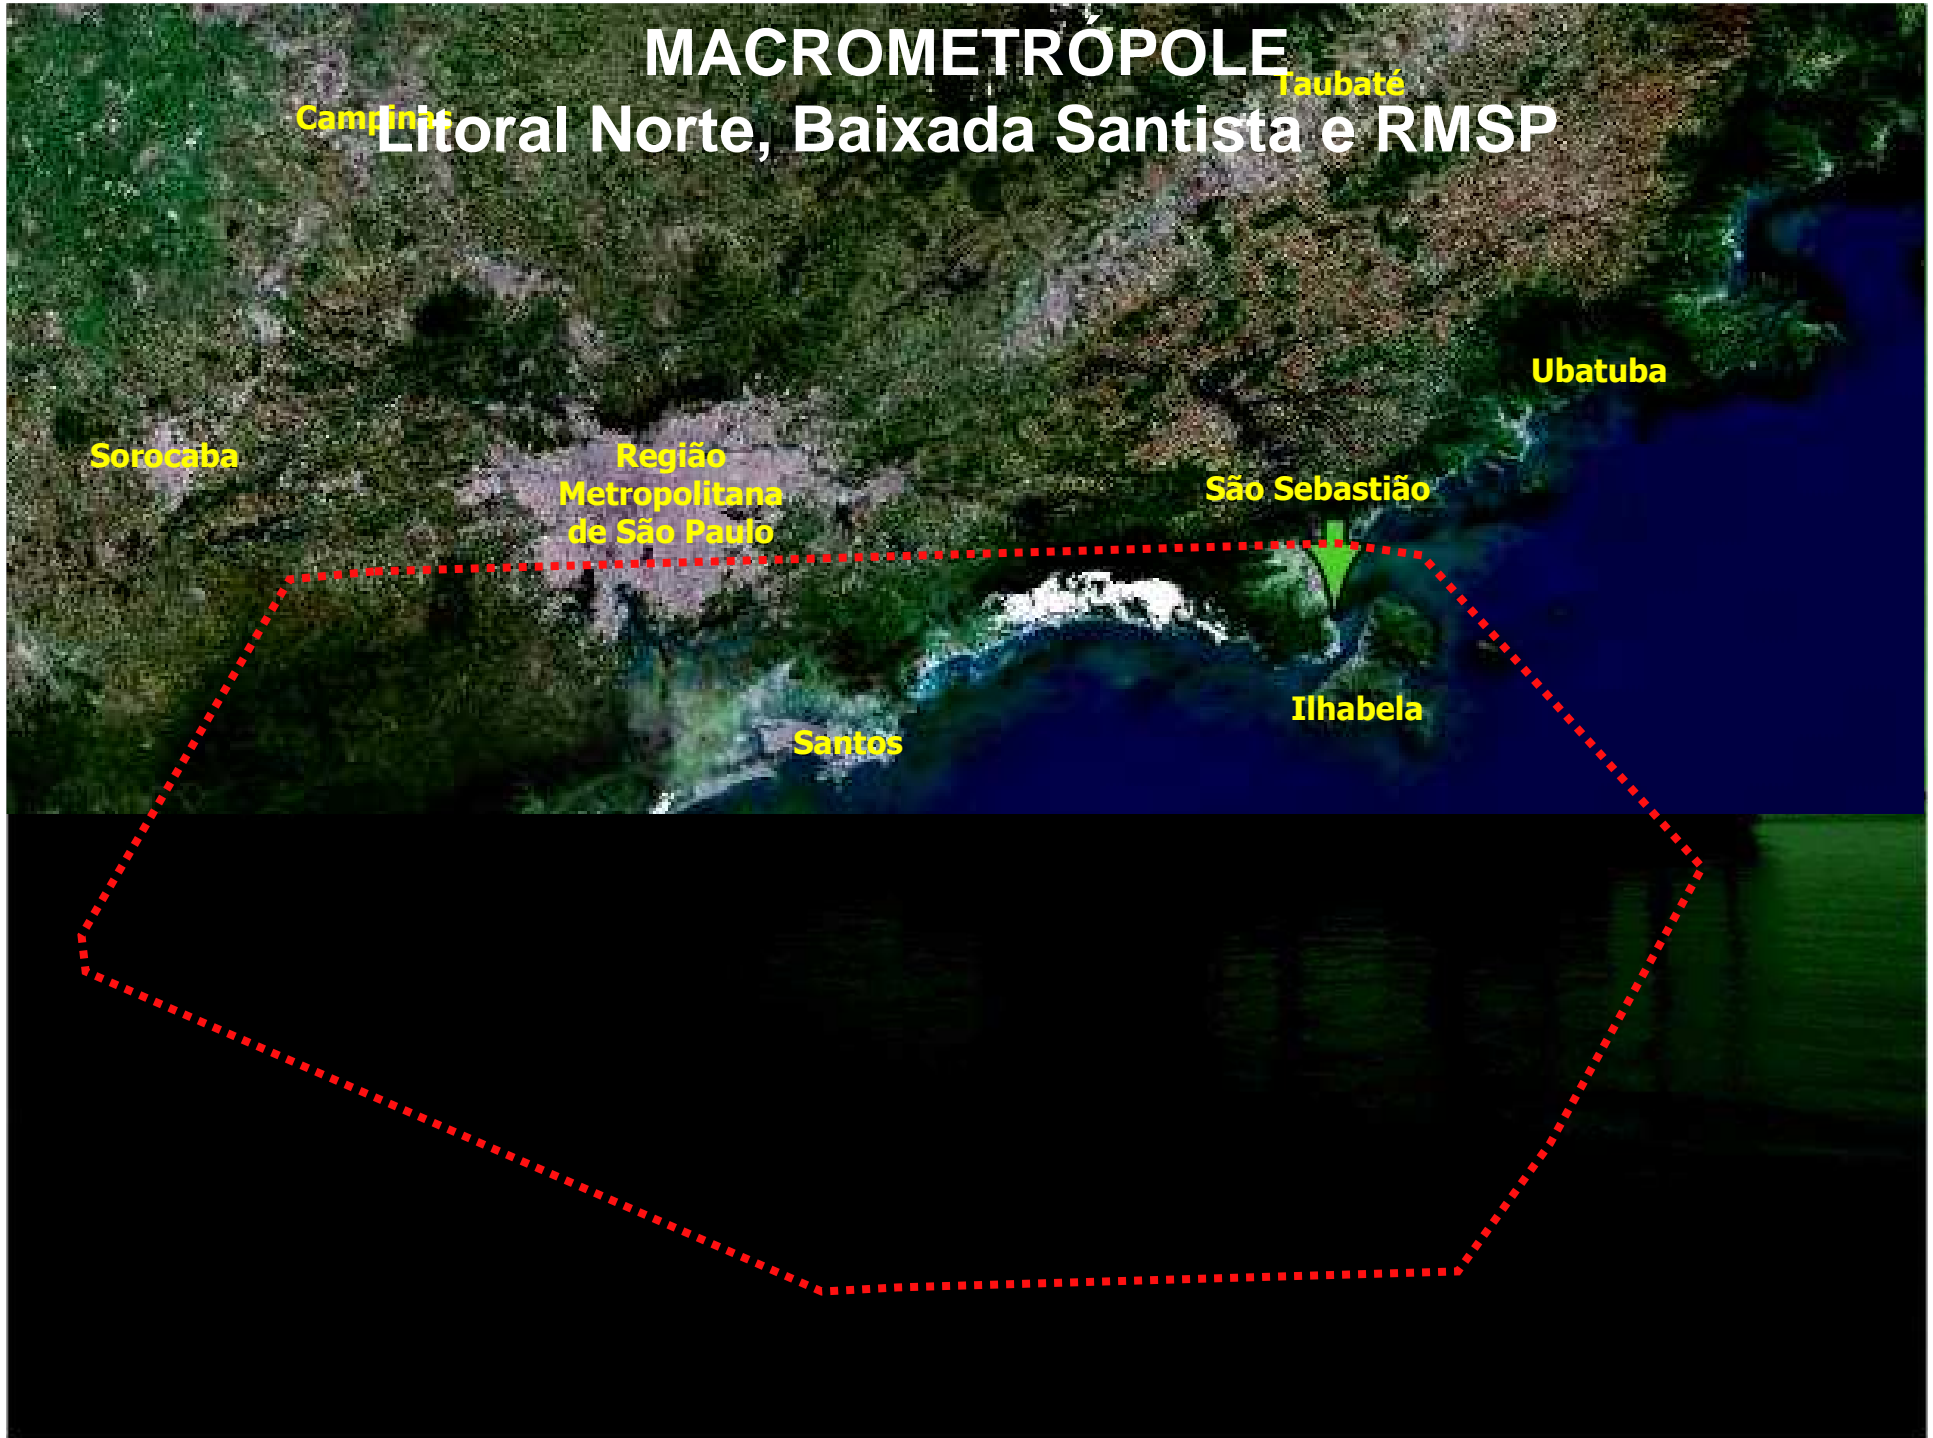 MACROMETRÓPOLE
Taubaté
Campinas
Litoral Norte, Baixada Santista e RMSP
Ubatuba
Sorocaba
Região
Metropolitana
de São Paulo
São Sebastião
Ilhabela
Santos